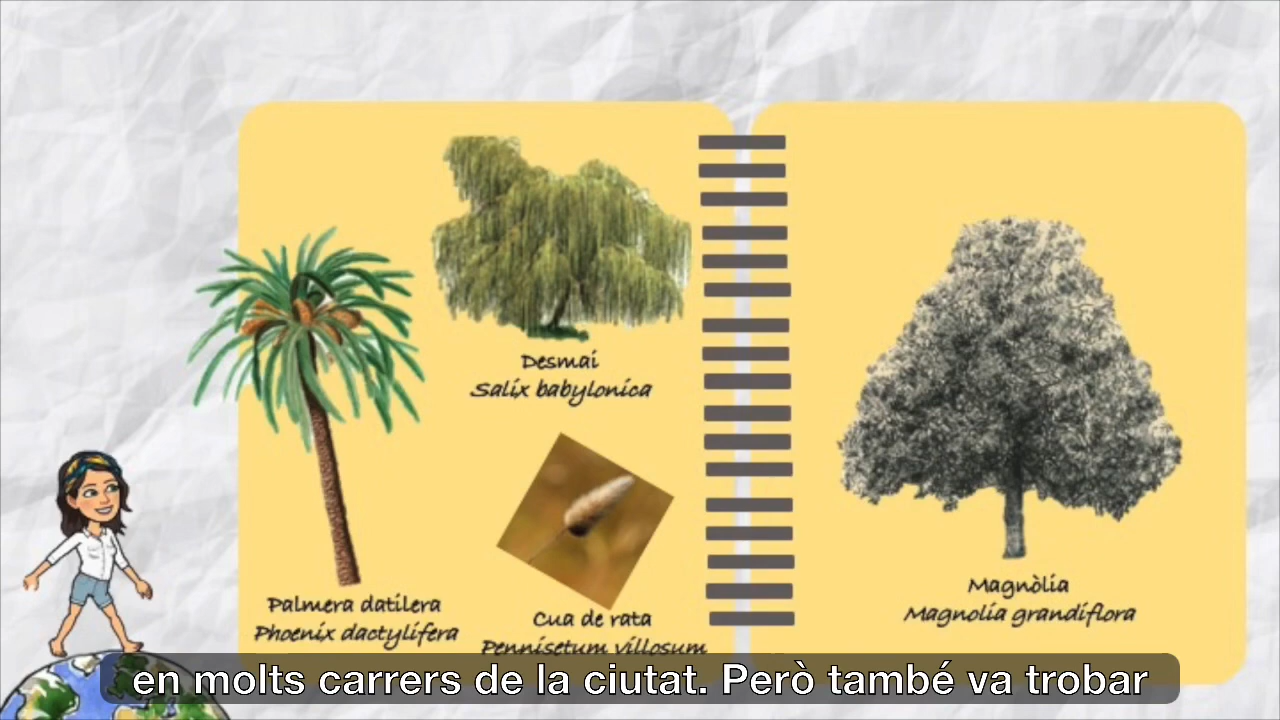 Desmai
Salix babylonica
Palmera datilera
Phoenix dactylifera
Cua de rata
Pennisetum villosum
Magnòlia
Magnolia grandiflora
en molts carrers de la ciutat. Però també va trobar